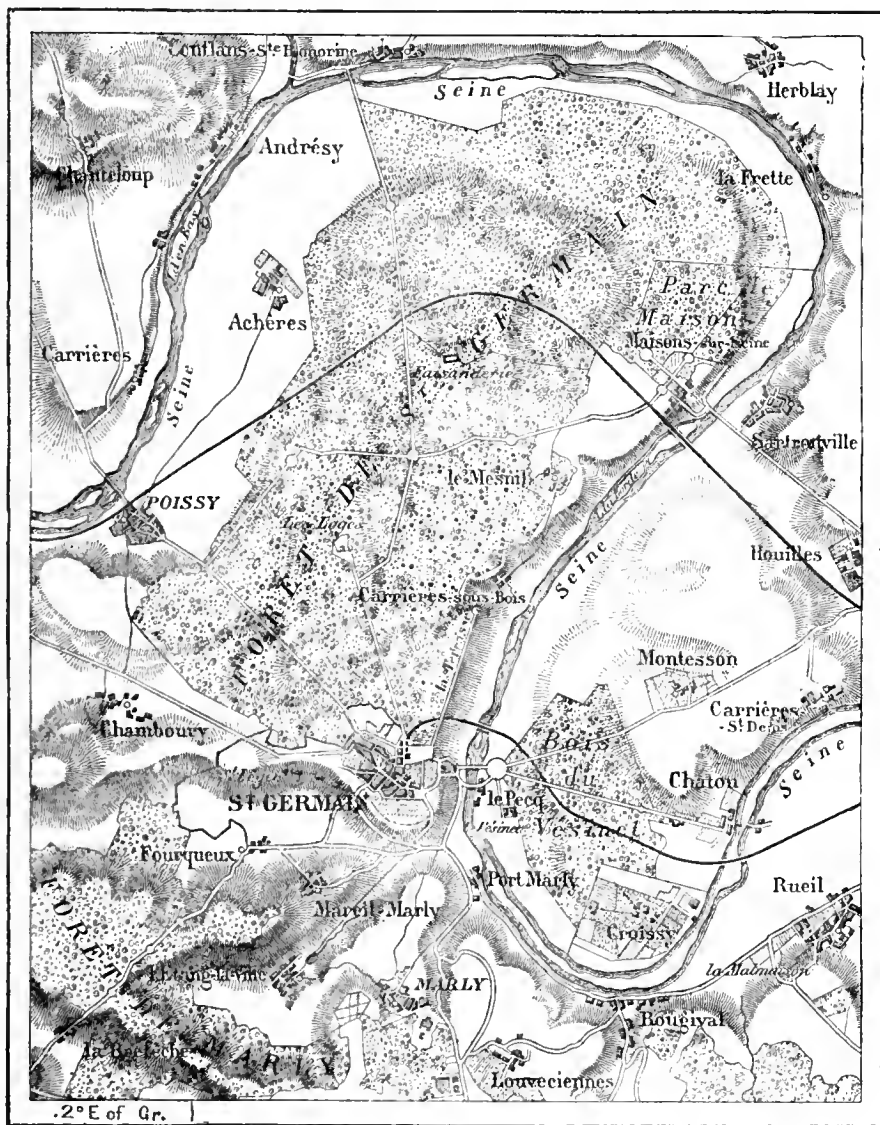 Conflans-Ste Honorine
Seine
Herblay
Andrésy
Chanteloup
la Frette
Achères
Parc de
Maison
Maisons-sur-Seine
Carrières
Seine
Faisanderie
Sartrouville
POISSY
le Mesnil
Les Loges
Houilles
FORÊT DE ST GERMAIN
Seine
Carrières-sous-Bois
Montesson
Carrières
-St Denis
Chamboury
Bois
du
Vésinet
Seine
Chatou
ST GERMAIN
le Pecq
Vésinet
Fourqueux
Port Marly
Rueil
Mareil-Marly
Croissy
FORÊT DE MARLY
l'Etang-la-Ville
la Malmaison
MARLY
Bougival
Louveciennes
.2°E of Gr.